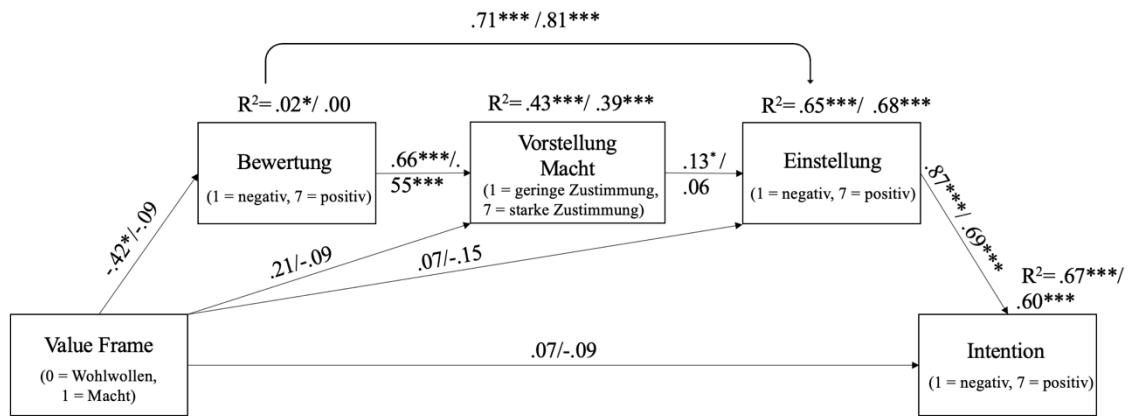 .71*** /.81***
R²= .02*/ .00
R²= .43***/ .39***
R²= .65***/ .68***
Bewertung
(1 = negativ, 7 = positiv)
.66***/.
55***
Vorstellung
Macht
(1 = geringe Zustimmung,
7 = starke Zustimmung)
.13*/
.06
Einstellung
(1 = negativ, 7 = positiv)
.87***/ .69***
-.42*/-.09
.21/-.09
.07/-.15
R²= .67***/
.60***
Value Frame
(0 = Wohlwollen,
1 = Macht)
.07/-.09
Intention
(1 = negativ, 7 = positiv)